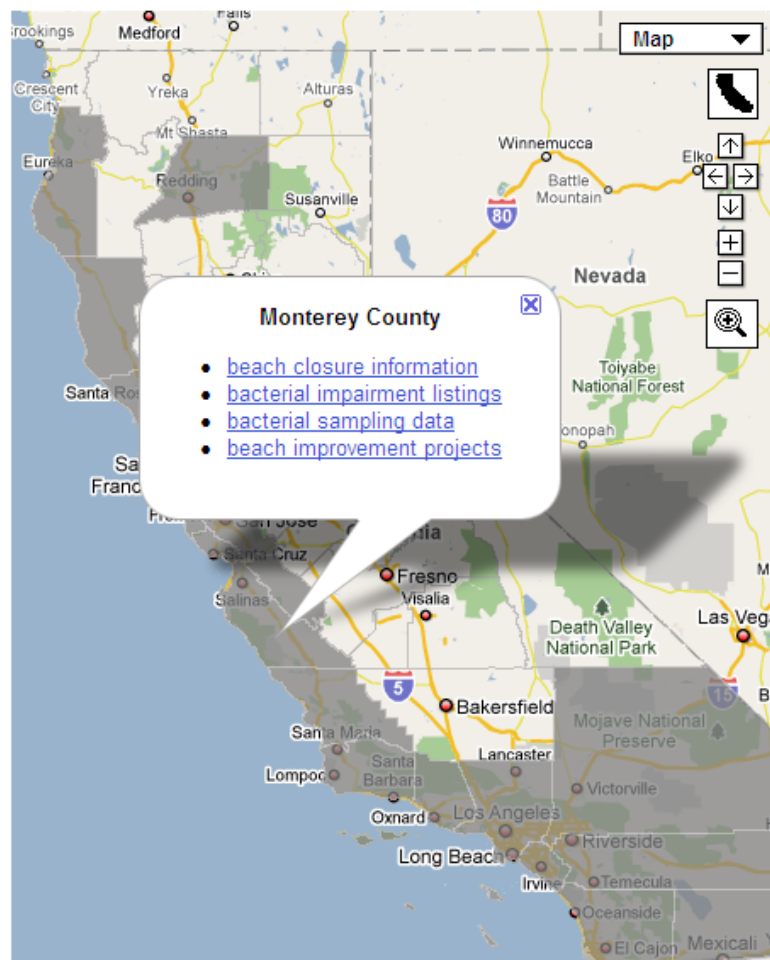 Brookings
Medford
Falls
Map
Crescent
City
Yreka
Alturas
Mt Shasta
Winnemucca
Elko
Eureka
Redding
Battle
Mountain
Susanville
80
Nevada
Monterey County
beach closure information
bacterial impairment listings
bacterial sampling data
beach improvement projects
Toiyabe
National Forest
Santa Ros
onopah
Sa
Franc
San Jose
nia
Santa Cruz
Fresno
Salinas
Visalia
Death Valley
National Park
Las Vega
M
5
15
B
Bakersfield
Mojave National
Preserve
Santa Maria
Lancaster
Santa
Barbara
Lompoc
Victorville
Oxnard
Los Angeles
Riverside
Long Beach
Irvine
Temecula
Oceanside
El Cajon
Mexicali